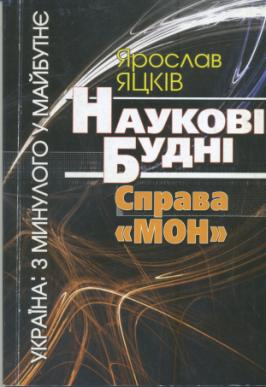 Ярослав
ЯЦКІВ
НАУКОВІ
БУДНІ
Справа
«МОН»
УКРАЇНА: З МИНУЛОГО У МАЙБУТНЄ